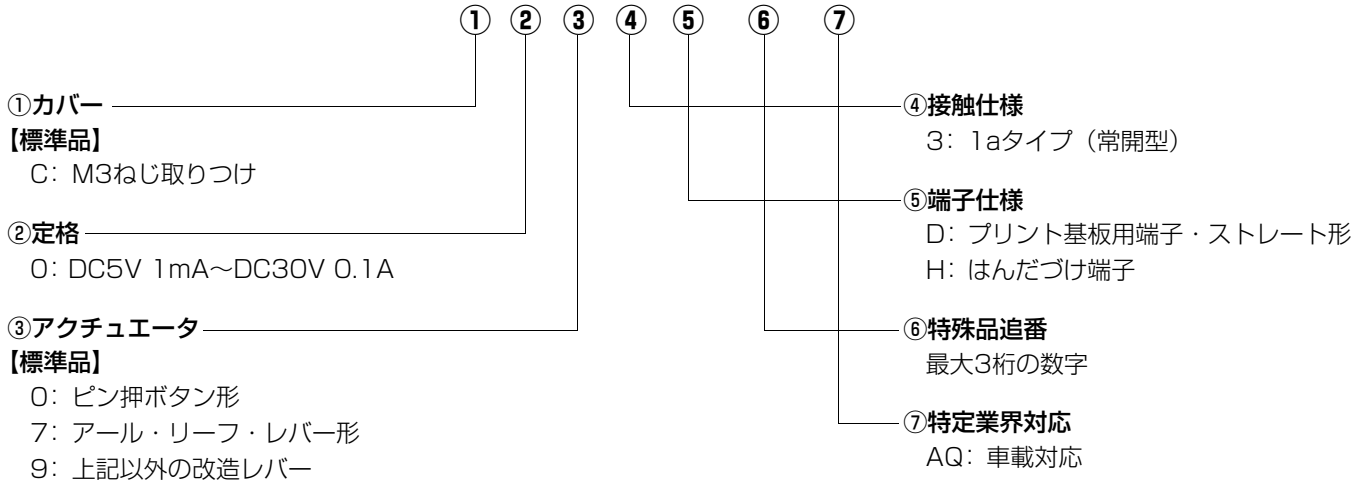 ① ② ③ ④ ⑤ ⑥ ⑦
①カバー
【標準品】
C：M3ねじ取りつけ
②定格
0：DC5V 1mA～DC30V 0.1A
③アクチュエータ
【標準品】
0：ピン押ボタン形
7：アール・リーフ・レバー形
9：上記以外の改造レバー
④接触仕様
3：1aタイプ（常開型）
⑤端子仕様
D：プリント基板用端子・ストレート形
H：はんだづけ端子
⑥特殊品追番
最大3桁の数字
⑦特定業界対応
AQ：車載対応